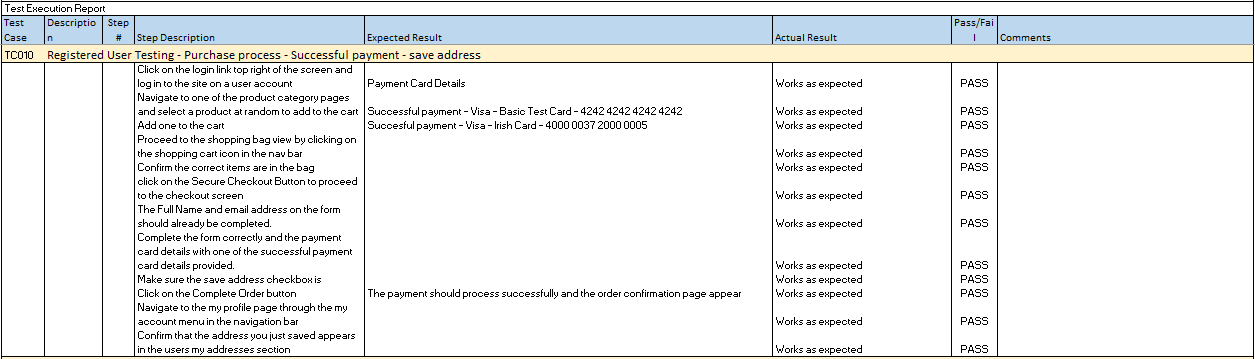 Test Execution Report
Test Case Description Step # Step Description Expected Result Actual Result Pass/Fail Comments
TC010 Registered User Testing - Purchase process - Successful payment - save address
Click on the login link top right of the screen and
log in to the site on a user account Payment Card Details Works as expected PASS
Navigate to one of the product category pages
and select a product at random to add to the cart Successful payment - Visa - Basic Test Card - 4242 4242 4242 4242 Works as expected PASS
Add one to the cart Succesful payment - Visa - Irish Card - 4000 0037 2000 0005 Works as expected PASS
Proceed to the shopping bag view by clicking on
the shopping cart icon in the nav bar Works as expected PASS
Confirm the correct items are in the bag Works as expected PASS
click on the Secure Checkout Button to proceed
to the checkout screen Works as expected PASS
The Full Name and email address on the form
should already be completed. Works as expected PASS
Complete the form correctly and the payment
card details with one of the successful payment
card details provided. Works as expected PASS
Make sure the save address checkbox is Works as expected PASS
Click on the Complete Order button The payment should process successfully and the order confirmation page appear Works as expected PASS
Navigate to the my profile page through the my
account menu in the navigation bar Works as expected PASS
Confirm that the address you just saved appears
in the users my addresses section Works as expected PASS